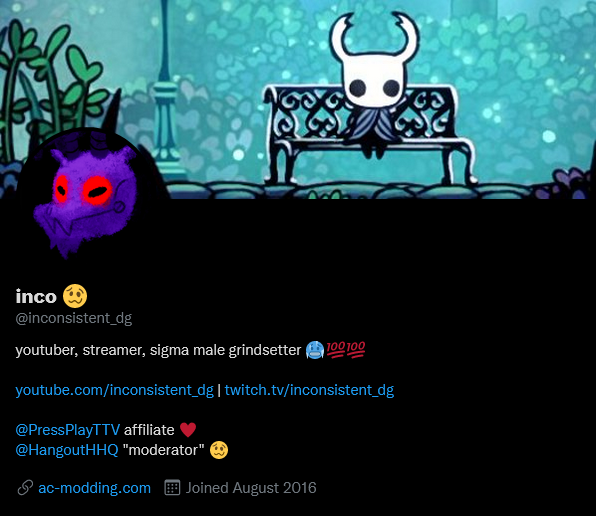 inco 🥴
@inconsistent_dg
youtuber, streamer, sigma male grindsetter 🥶💯💯
youtube.com/inconsistent_dg | twitch.tv/inconsistent_dg
@PressPlayTTV affiliate ♥️
@HangoutHHQ "moderator" 🥴
ac-modding.com Joined August 2016